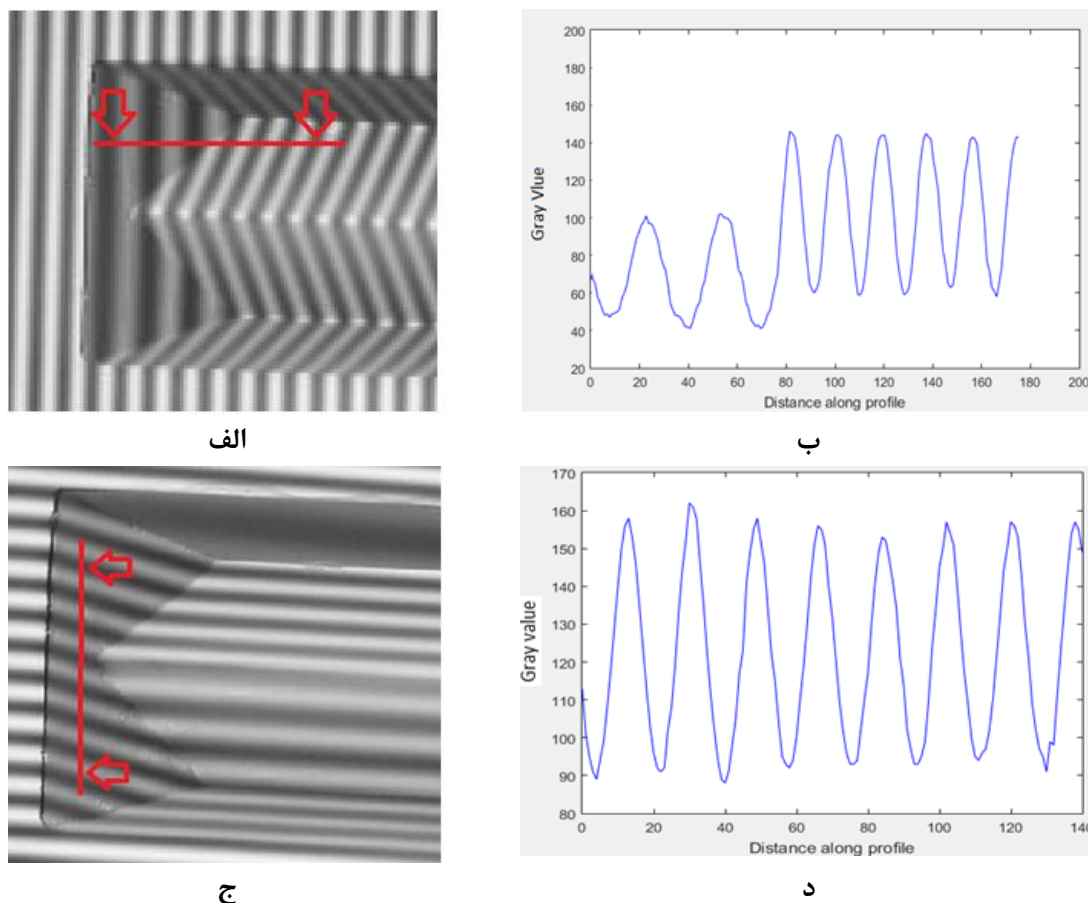 200
180
160
140
120
100
80
60
40
20
0 20 40 60 80 100 120 140 160 180 200
Gray Vlue
Distance along profile
الف
ب
170
160
150
140
130
120
110
100
90
80
0 20 40 60 80 100 120 140
Gray value
Distance along profile
ج
د